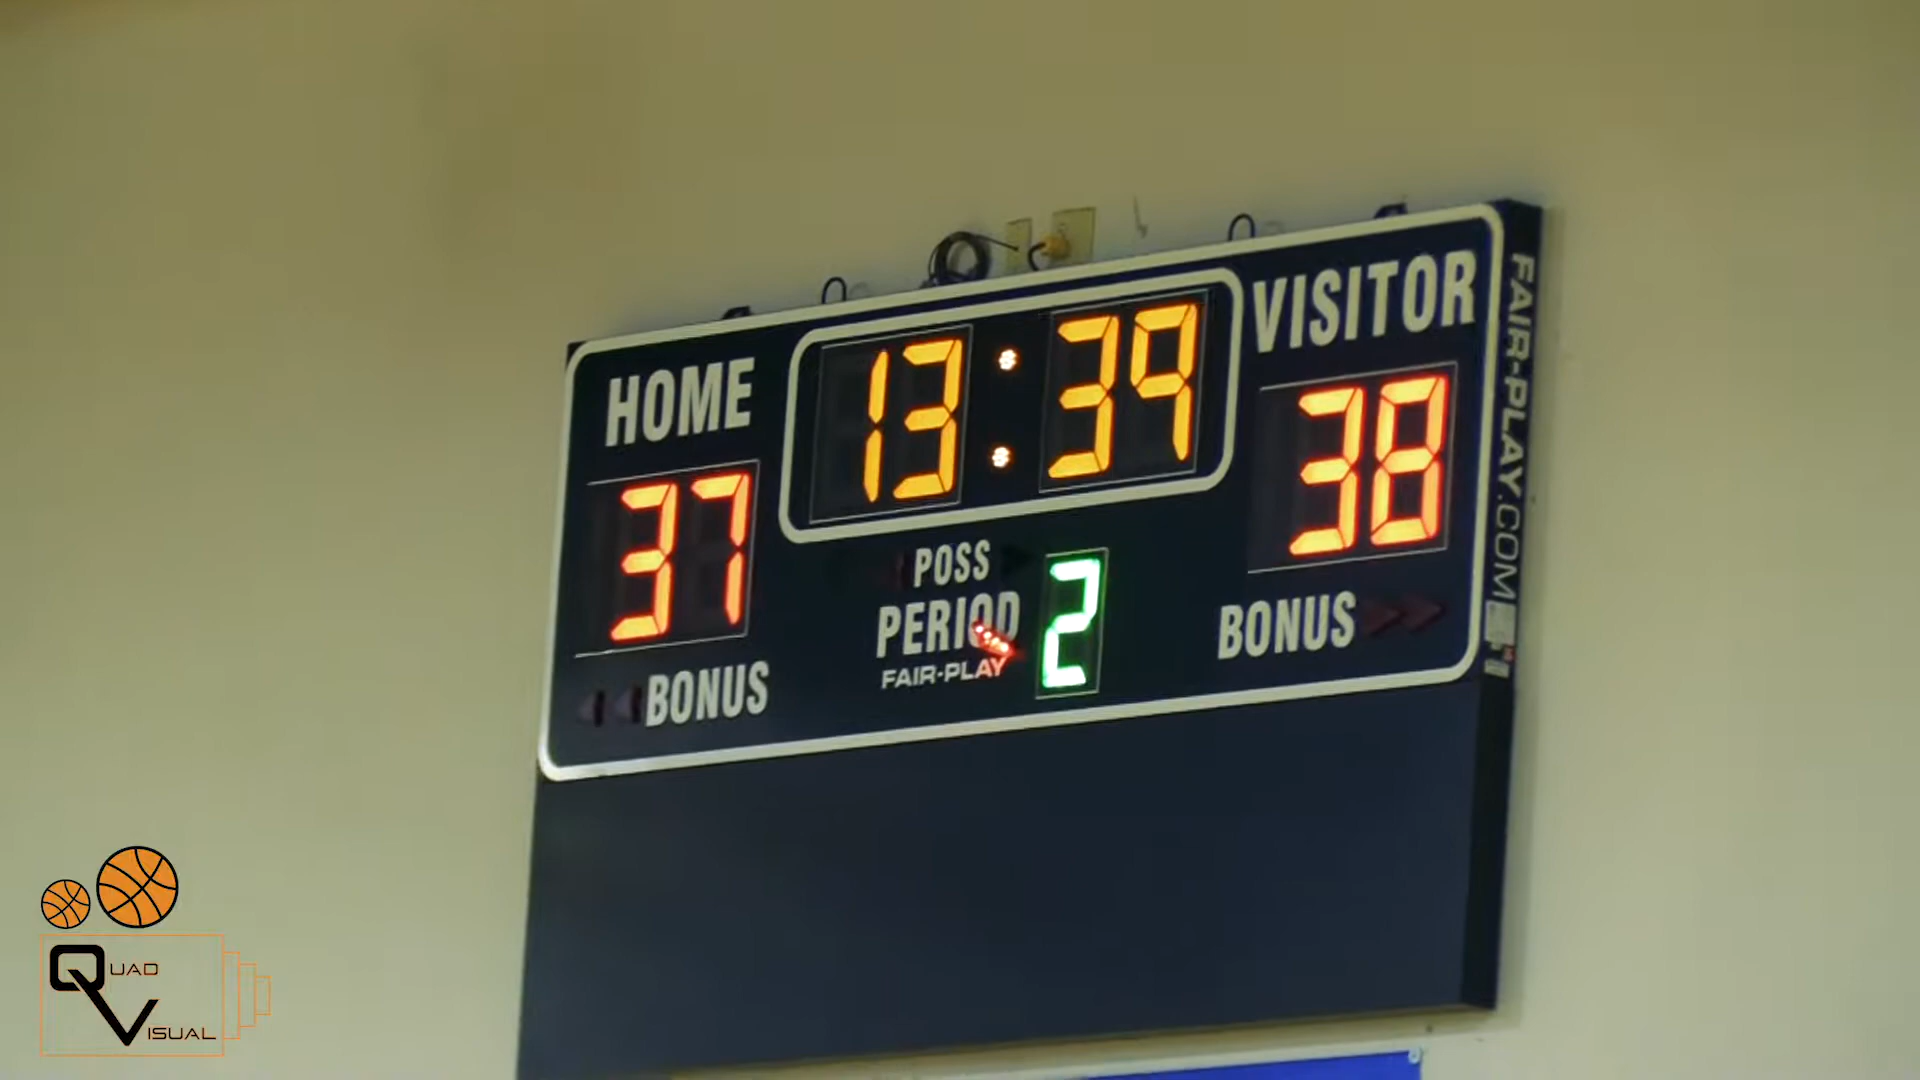 HOME
13:39
VISITOR
37
38
POSS
PERIOD 2
FAIR-PLAY
BONUS
BONUS
FAIR-PLAY.COM
QUAD
VISUAL